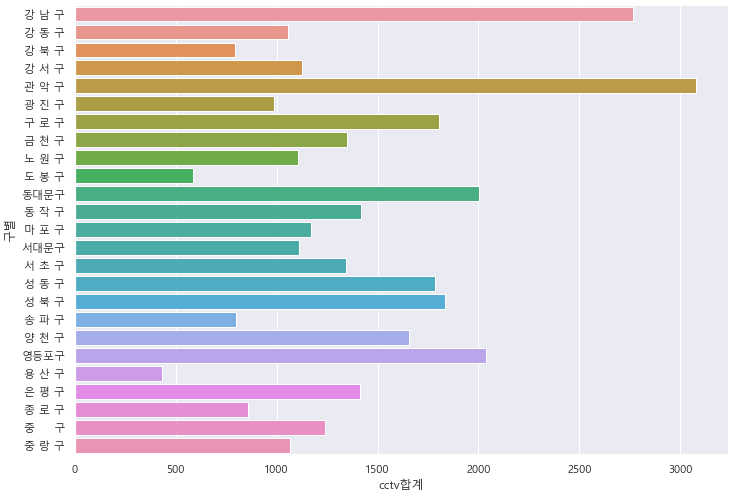 강 남 구
강 동 구
강 북 구
강 서 구
관 악 구
광 진 구
구 로 구
금 천 구
노 원 구
도 봉 구
동대문구
동 작 구
마 포 구
서대문구
서 초 구
성 동 구
성 북 구
송 파 구
양 천 구
영등포구
용 산 구
은 평 구
종 로 구
중 구
중 랑 구
구별
0 500 1000 1500 2000 2500 3000
cctv합계